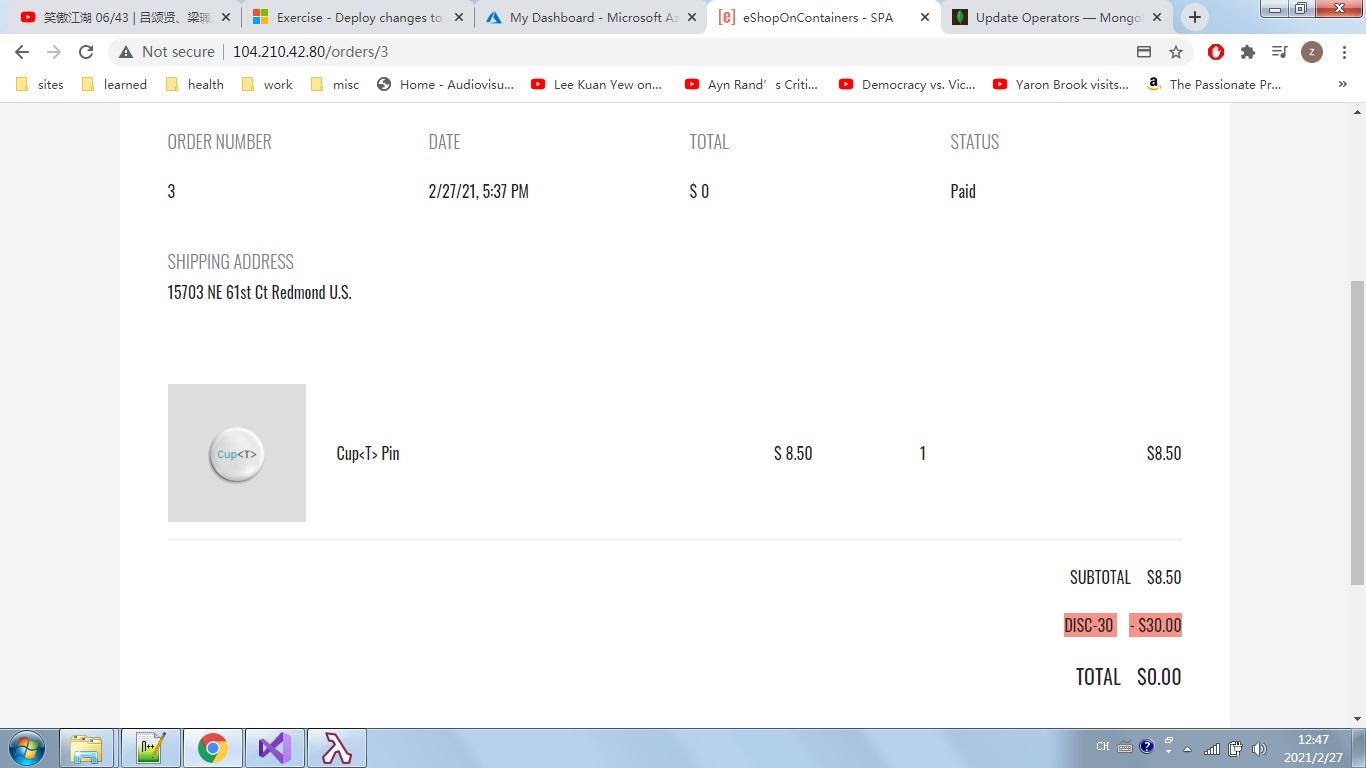 笑傲江湖 06/43 | 吕颂贤、梁珮
Exercise - Deploy changes to
My Dashboard - Microsoft Az
[e] eShopOnContainers - SPA
Update Operators — Mongo
Not secure 104.210.42.80/orders/3
z
sites learned health work misc Home - Audiovisu... Lee Kuan Yew on... Ayn Rand's Criti... Democracy vs. Vic... Yaron Brook visits... a The Passionate Pr... »
ORDER NUMBER DATE TOTAL STATUS
3 2/27/21, 5:37 PM $ 0 Paid
SHIPPING ADDRESS
15703 NE 61st Ct Redmond U.S.
Cup<T>
Cup<T> Pin $ 8.50 1 $8.50
SUBTOTAL $8.50
DISC-30 - $30.00
TOTAL $0.00
N++
CH
12:47
2021/2/27